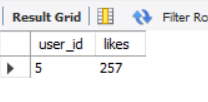 Result Grid Filter Ro
user_id likes
5 257